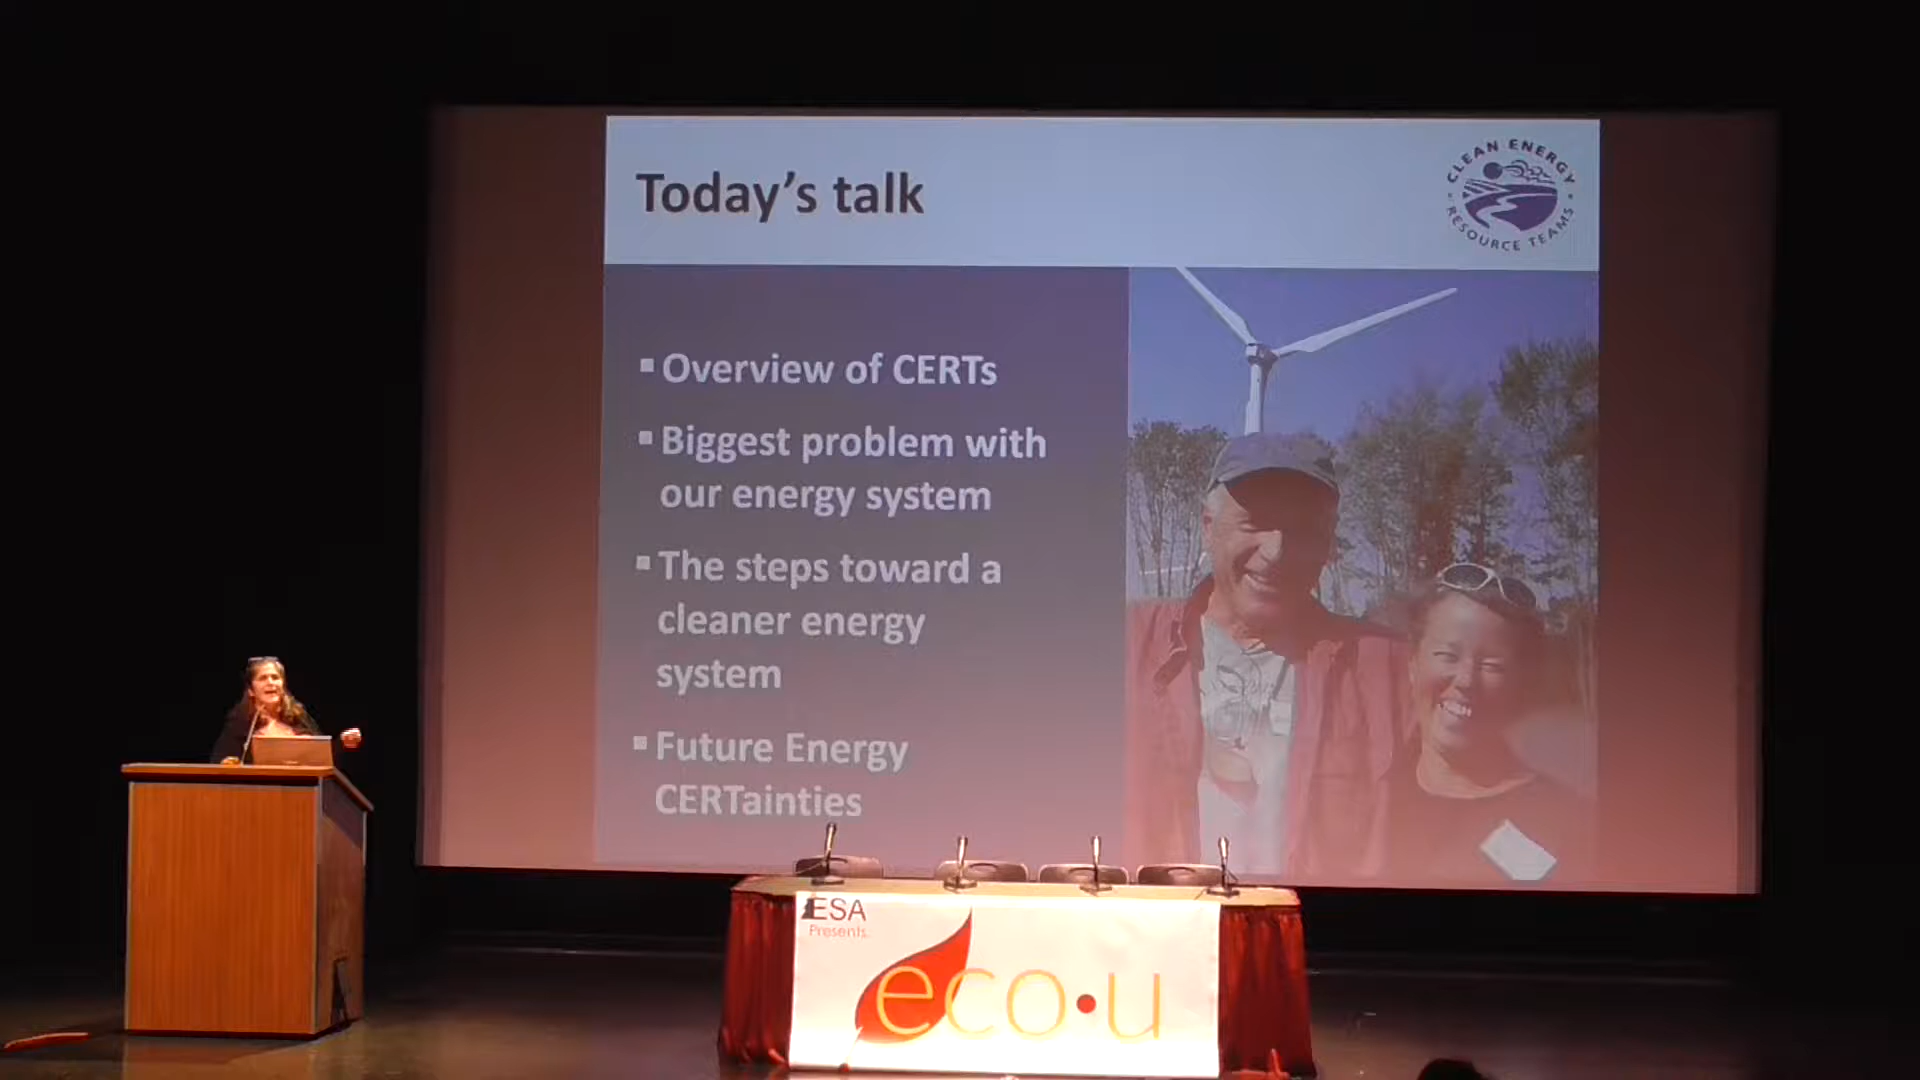 Today's talk
CLEAN ENERGY
RESOURCE TEAMS
▪ Overview of CERTs
▪ Biggest problem with
our energy system
▪ The steps toward a
cleaner energy
system
▪ Future Energy
CERTainties
ESA
Presents
eco•u